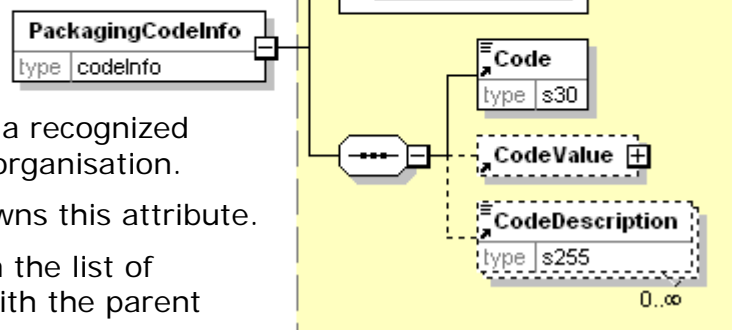 PackagingCodeInfo
type codeInfo
a recognized
organisation.
wns this attribute.
the list of
ith the parent
Code
type s30
CodeValue
CodeDescription
type s255
0..∞